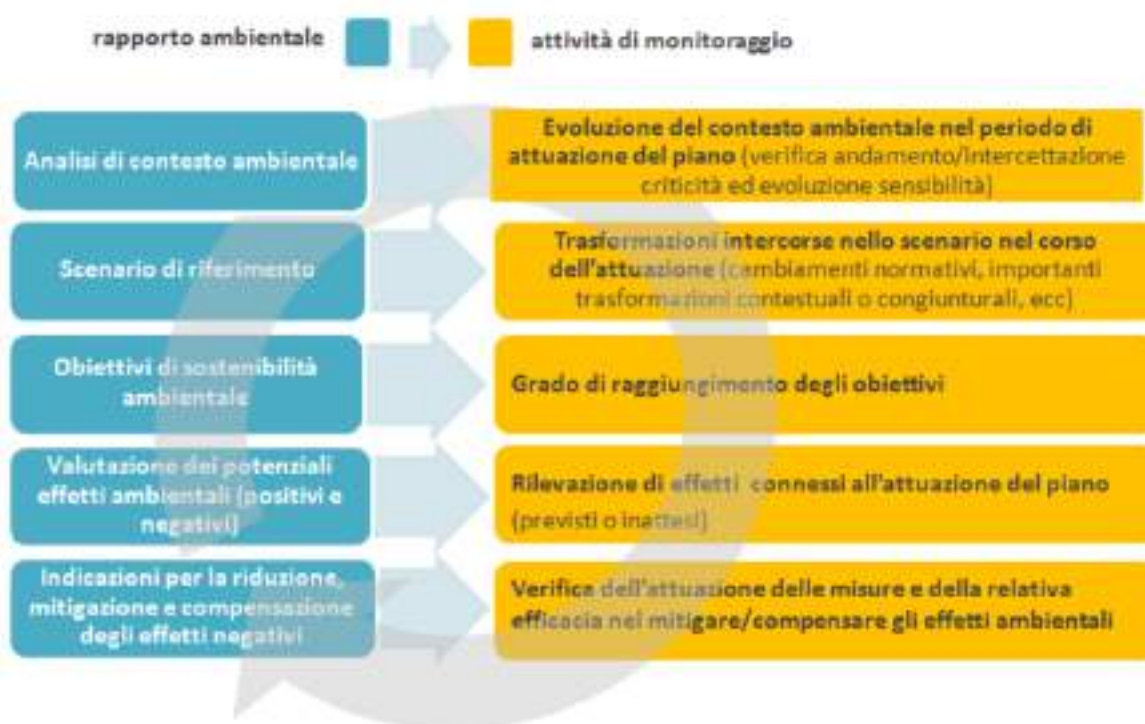 rapporto ambientale
attività di monitoraggio
Analisi di contesto ambientale
Evoluzione del contesto ambientale nel periodo di
attuazione del piano (verifica andamento/intercettazione
criticità ed evoluzione sensibilità)
Scenario di riferimento
Trasformazioni intercorse nello scenario nel corso
dell'attuazione (cambiamenti normativi, importanti
trasformazioni contestuali o congiunturali, ecc)
Obiettivi di sostenibilità
ambientale
Grado di raggiungimento degli obiettivi
Valutazione dei potenziali
effetti ambientali (positivi e
negativi)
Rilevazione di effetti connessi all'attuazione del piano
(previsti o inattesi)
Indicazioni per la riduzione,
mitigazione e compensazione
degli effetti negativi
Verifica dell'attuazione delle misure e della relativa
efficacia nel mitigare/compensare gli effetti ambientali